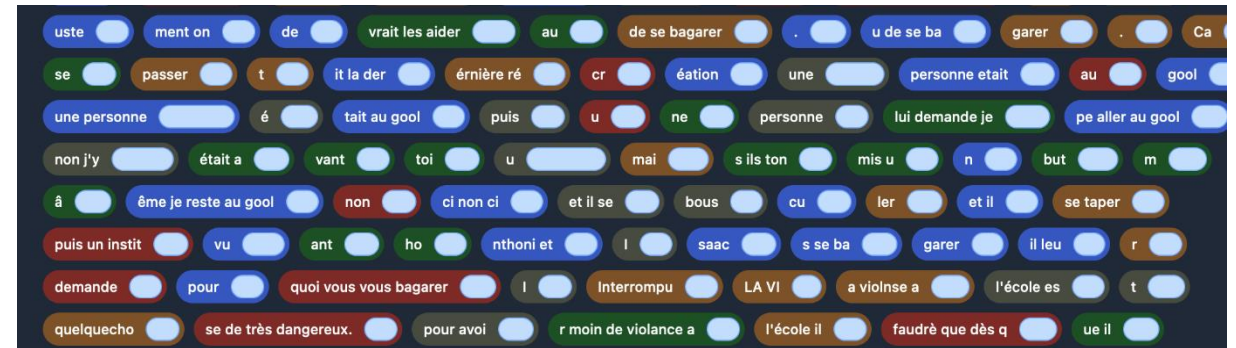 uste ment on de vrait les aider au de se bagarer . u de se ba garer . Ca
se passer t it la der érnière ré cr éation une personne etait au gool
une personne é tait au gool puis u ne personne lui demande je pe aller au gool
non j'y était a vant toi u mai s ils ton mis u n but m
â ême je reste au gool non ci non ci et il se bous cu ler et il se taper
puis un instit vu ant ho nthoni et I saac s se ba garer il leu r
demande pour quoi vous vous bagarer I Interrompu LA VI a violnse a l'école es t
quelquecho se de très dangereux. pour avoi r moin de violance a l'école il faudrè que dès q ue il